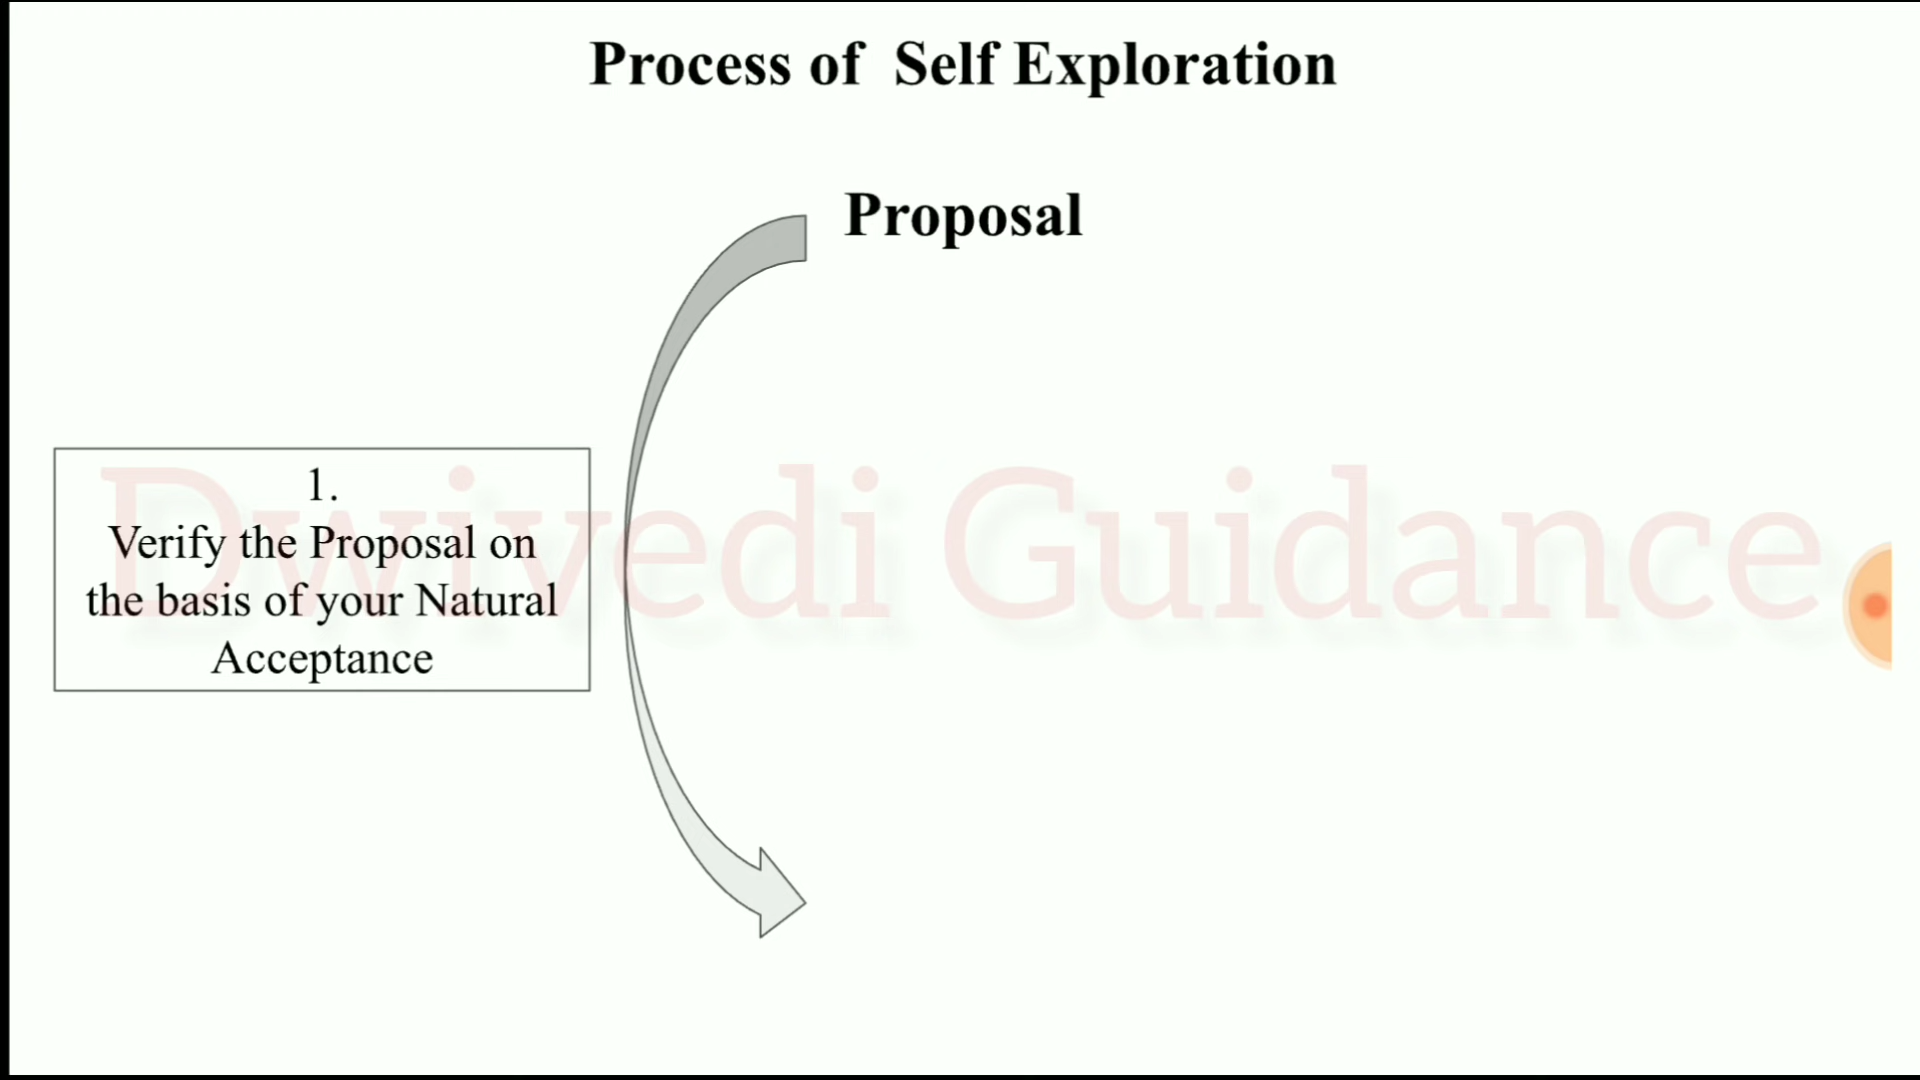 Process of Self Exploration
Proposal
1.
Verify the Proposal on
the basis of your Natural
Acceptance
Dwivedi Guidance